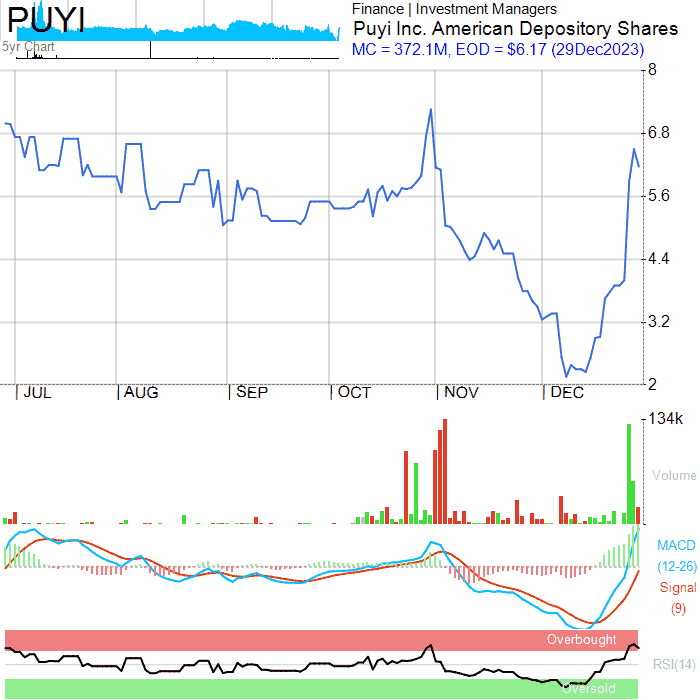 PUYI
5yr Chart
Finance | Investment Managers
Puyi Inc. American Depository Shares
MC = 372.1M, EOD = $6.17 (29Dec2023)
8
6.8
5.6
4.4
3.2
2
JUL AUG SEP OCT NOV DEC
134k
Volume
MACD
(12-26)
Signal
(9)
Overbought
RSI(14)
Oversold